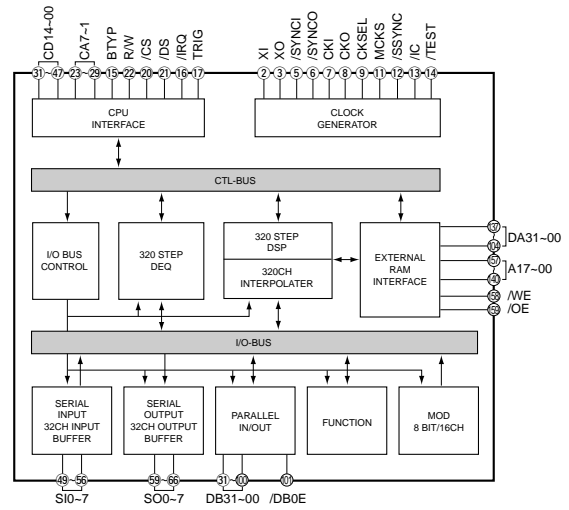 CD14~00
CA7~1
BTYP
R/W
/CS
/DS
/IRQ
TRIG
XI
XO
/SYNCI
/SYNCO
CKI
CKO
CKSEL
MCKS
/SSYNC
/IC
/TEST
31 ~ 47 23 ~ 29 15 22 20 21 16 17 2 3 5 6 7 8 9 11 12 13 14
CPU
INTERFACE
CLOCK
GENERATOR
CTL-BUS
I/O BUS
CONTROL
320 STEP
DEQ
320 STEP
DSP
320CH
INTERPOLATER
EXTERNAL
RAM
INTERFACE
137
104
DA31~00
157
140
A17~00
158 /WE
159 /OE
I/O-BUS
SERIAL
INPUT
32CH INPUT
BUFFER
SERIAL
OUTPUT
32CH OUTPUT
BUFFER
PARALLEL
IN/OUT
FUNCTION
MOD
8 BIT/16CH
49 ~ 56 59 ~ 66 31 ~ 100 101
SI0~7 SO0~7 DB31~00 /DB0E